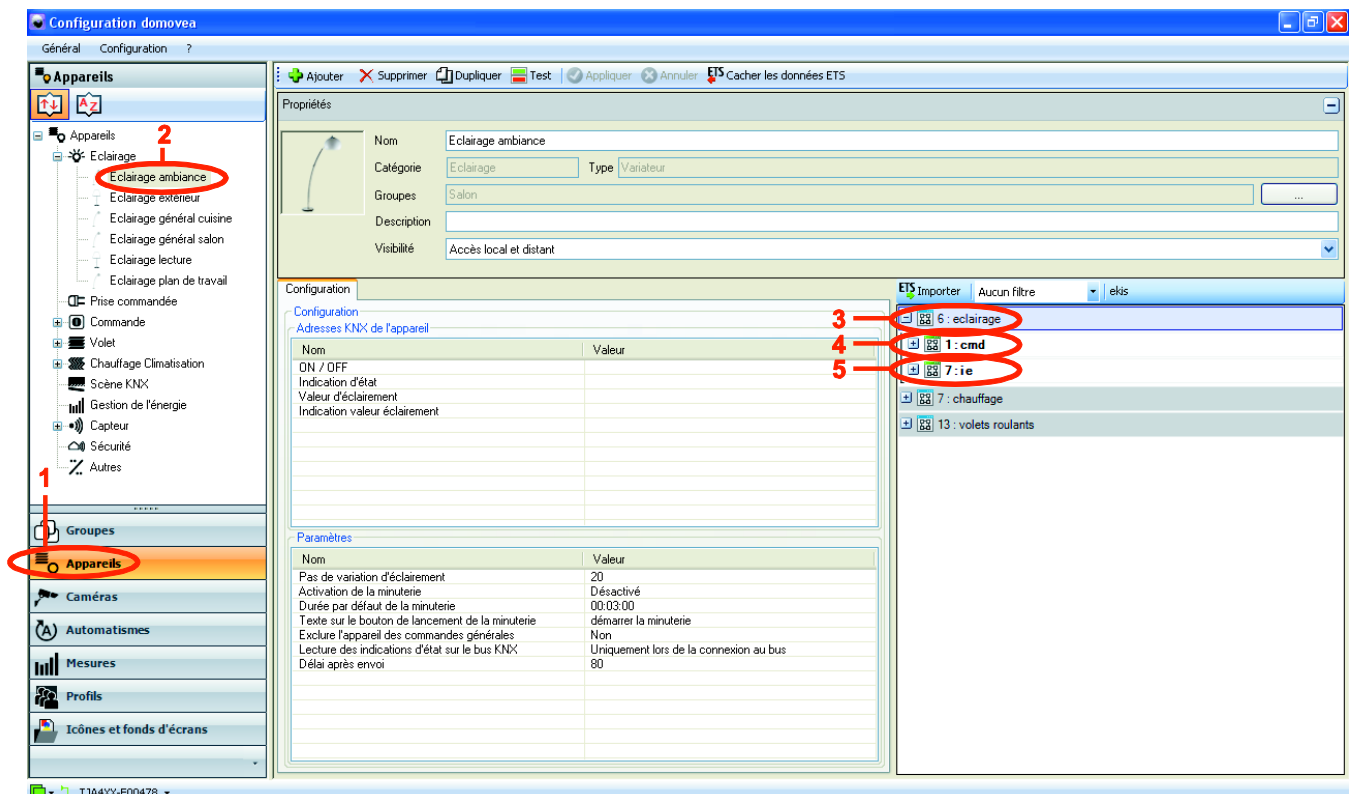 Configuration domovea
Général Configuration ?
Appareils
Ajouter Supprimer Dupliquer Test Appliquer Annuler ETS Cacher les données ETS
A Z
Appareils
2
Eclairage
Eclairage ambiance
Eclairage extérieur
Eclairage général cuisine
Eclairage général salon
Eclairage lecture
Eclairage plan de travail
Prise commandée
Commande
Volet
Chauffage Climatisation
Scène KNX
Gestion de l'énergie
Capteur
Sécurité
Autres
1
Groupes
Appareils
Caméras
Automatismes
Mesures
Profils
Icônes et fonds d'écrans
Propriétés
Nom Eclairage ambiance
Catégorie Eclairage Type Variateur
Groupes Salon ...
Description
Visibilité Accès local et distant
Configuration
Configuration
Adresses KNX de l'appareil
Nom Valeur
ON / OFF
Indication d'état
Valeur d'éclairement
Indication valeur éclairement
Paramètres
Nom Valeur
Pas de variation d'éclairement 20
Activation de la minuterie Désactivé
Durée par défaut de la minuterie 00:03:00
Texte sur le bouton de lancement de la minuterie démarrer la minuterie
Exclure l'appareil des commandes générales Non
Lecture des indications d'état sur le bus KNX Uniquement lors de la connexion au bus
Délai après envoi 80
ETS Importer Aucun filtre ekis
3 6 : eclairage
4 1 : cmd
5 7 : ie
7 : chauffage
13 : volets roulants